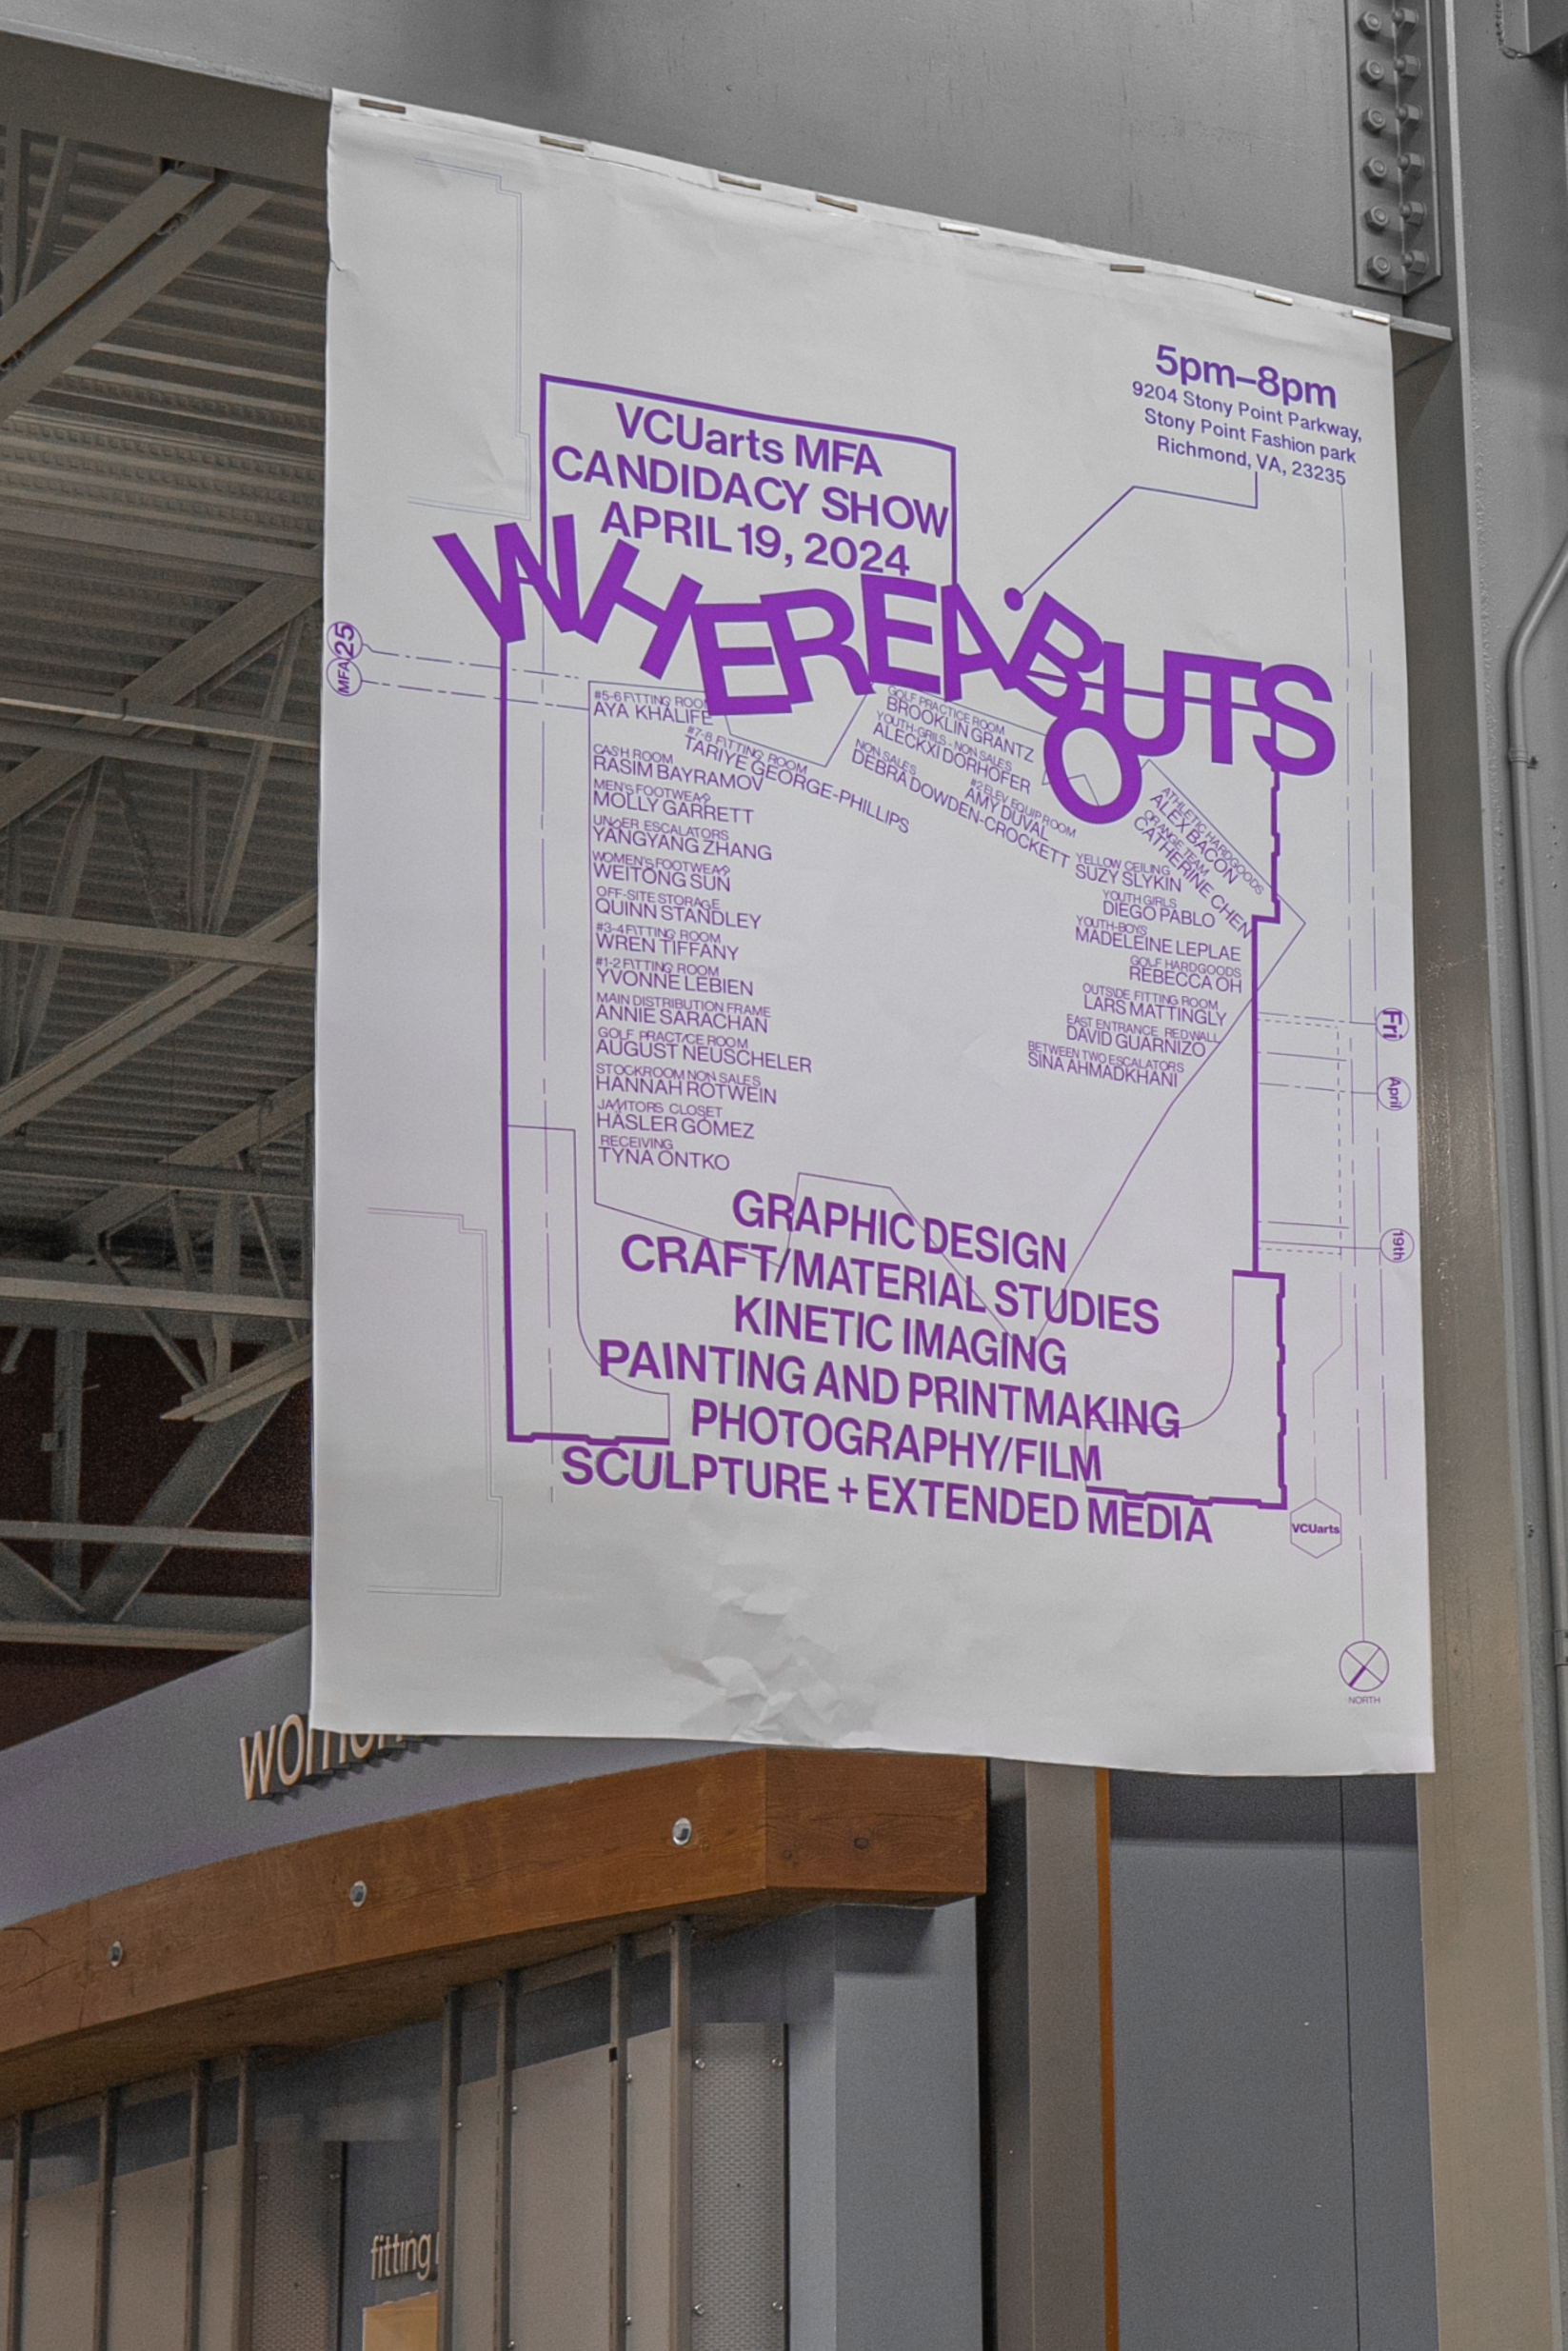 5pm–8pm
9204 Stony Point Parkway,
Stony Point Fashion park
Richmond, VA, 23235
VCUarts MFA
CANDIDACY SHOW
APRIL 19, 2024
WHEREABOUTS
MFA 25
#5-6 FITTING ROOM
AYA KHALIFE
#7-8 FITTING ROOM
TARIYE GEORGE-PHILLIPS
CASH ROOM
RASIM BAYRAMOV
MEN'S FOOTWEAR
MOLLY GARRETT
UNDER ESCALATORS
YANGYANG ZHANG
WOMEN'S FOOTWEAR
WEITONG SUN
OFF-SITE STORAGE
QUINN STANDLEY
#3-4 FITTING ROOM
WREN TIFFANY
#1-2 FITTING ROOM
YVONNE LEBIEN
MAIN DISTRIBUTION FRAME
ANNIE SARACHAN
GOLF PRACTICE ROOM
AUGUST NEUSCHELER
STOCKROOM NON SALES
HANNAH ROTWEIN
JANITORS CLOSET
HÄSLER GÓMEZ
RECEIVING
TYNA ONTKO
GOLF PRACTICE ROOM
BROOKLIN GRANTZ
YOUTH-GRILS - NON SALES
ALECKXI DORHOFER
NON SALES
DEBRA DOWDEN-CROCKETT
#2 ELEV. EQUIP ROOM
AMY DUVAL
ATHLETIC HARDGOODS
ALEX BACON
ORANGE TEAM
CATHERINE CHEN
YELLOW CEILING
SUZY SLYKIN
YOUTH GIRLS
DIEGO PABLO
YOUTH-BOYS
MADELEINE LEPLAE
GOLF HARDGOODS
REBECCA OH
OUTSIDE FITTING ROOM
LARS MATTINGLY
EAST ENTRANCE RED WALL
DAVID GUARNIZO
BETWEEN TWO ESCALATORS
SINA AHMADKHANI
Fri
April
19th
GRAPHIC DESIGN
CRAFT/MATERIAL STUDIES
KINETIC IMAGING
PAINTING AND PRINTMAKING
PHOTOGRAPHY/FILM
SCULPTURE + EXTENDED MEDIA
VCUarts
NORTH
fitting